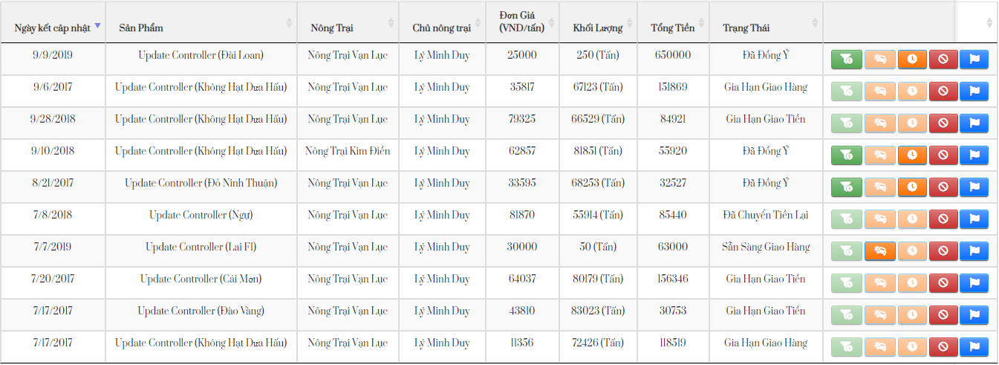 Ngày kết cập nhật Sản Phẩm Nông Trại Chủ nông trại Đơn Giá (VND/tấn) Khối Lượng Tổng Tiền Trạng Thái
9/9/2019 Update Controller (Đài Loan) Nông Trại Vạn Lục Lý Minh Duy 25000 250 (Tấn) 650000 Đã Đồng Ý
9/6/2017 Update Controller (Không Hạt Dưa Hấu) Nông Trại Vạn Lục Lý Minh Duy 35817 67123 (Tấn) 151869 Gia Hạn Giao Hàng
9/28/2018 Update Controller (Không Hạt Dưa Hấu) Nông Trại Vạn Lục Lý Minh Duy 79325 66529 (Tấn) 84921 Gia Hạn Giao Tiền
9/10/2018 Update Controller (Không Hạt Dưa Hấu) Nông Trại Kim Điền Lý Minh Duy 62857 81851 (Tấn) 55920 Đã Đồng Ý
8/21/2017 Update Controller (Đỏ Ninh Thuận) Nông Trại Vạn Lục Lý Minh Duy 33595 68253 (Tấn) 32527 Đã Đồng Ý
7/8/2018 Update Controller (Ngự) Nông Trại Vạn Lục Lý Minh Duy 81870 55914 (Tấn) 85440 Đã Chuyển Tiền Lại
7/7/2019 Update Controller (Lai F1) Nông Trại Vạn Lục Lý Minh Duy 30000 50 (Tấn) 63000 Sẵn Sàng Giao Hàng
7/20/2017 Update Controller (Cái Mơn) Nông Trại Vạn Lục Lý Minh Duy 64037 80179 (Tấn) 156346 Gia Hạn Giao Tiền
7/17/2017 Update Controller (Đào Vàng) Nông Trại Vạn Lục Lý Minh Duy 43810 83023 (Tấn) 30753 Gia Hạn Giao Tiền
7/17/2017 Update Controller (Không Hạt Dưa Hấu) Nông Trại Vạn Lục Lý Minh Duy 11356 72426 (Tấn) 118519 Gia Hạn Giao Hàng